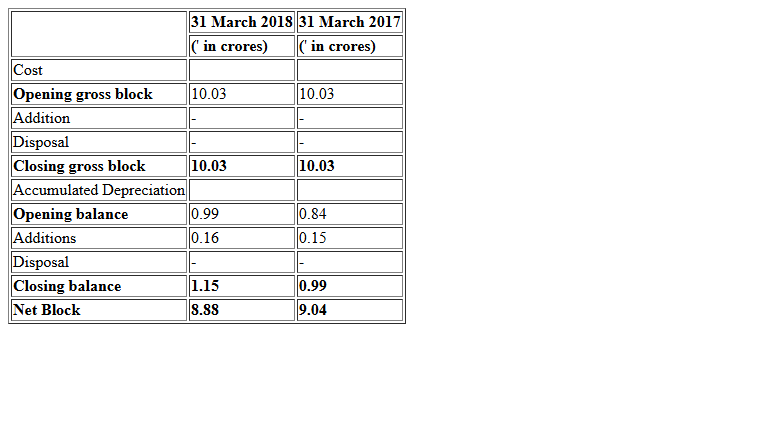 31 March 2018 31 March 2017
(' in crores) (' in crores)
Cost
Opening gross block 10.03 10.03
Addition - -
Disposal - -
Closing gross block 10.03 10.03
Accumulated Depreciation
Opening balance 0.99 0.84
Additions 0.16 0.15
Disposal - -
Closing balance 1.15 0.99
Net Block 8.88 9.04